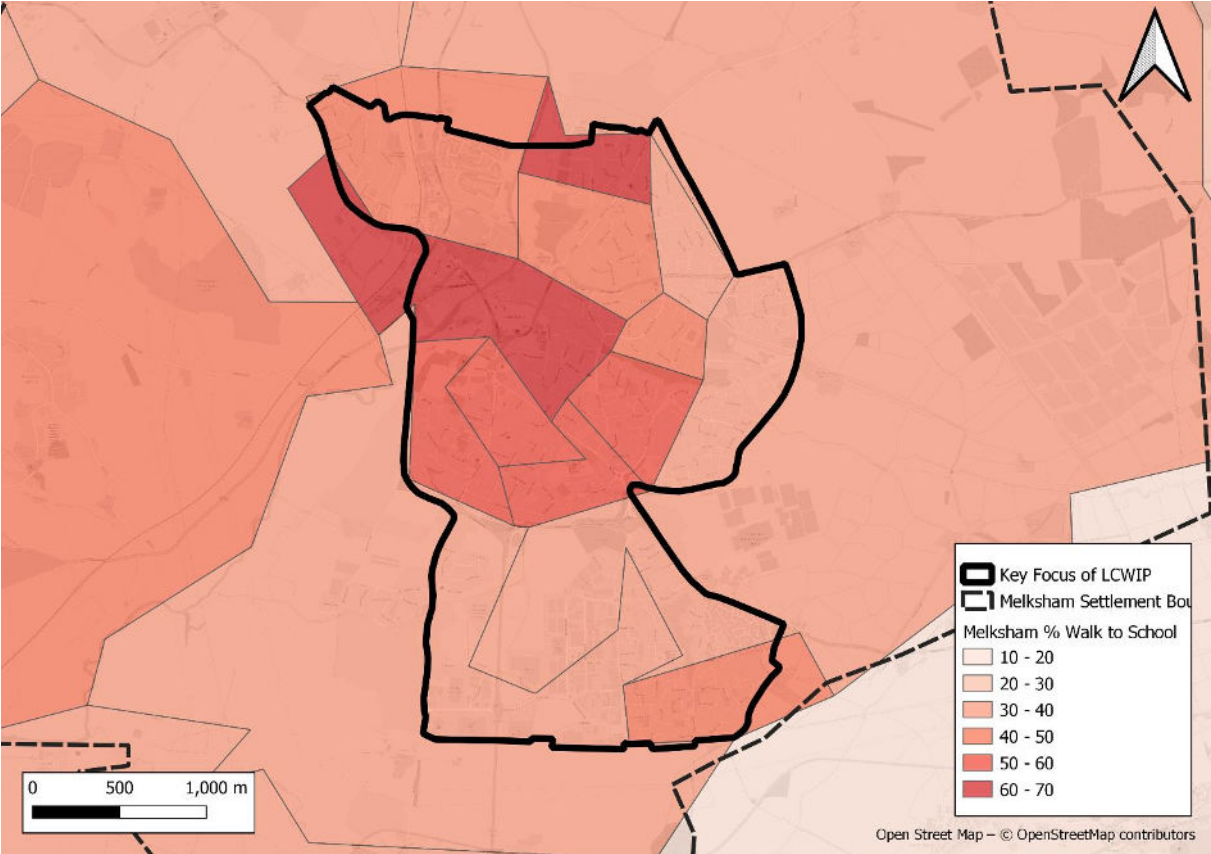 Key Focus of LCWIP
Melksham Settlement Bou
Melksham % Walk to School
10 - 20
20 - 30
30 - 40
40 - 50
50 - 60
60 - 70
0 500 1,000 m
Open Street Map – © OpenStreetMap contributors